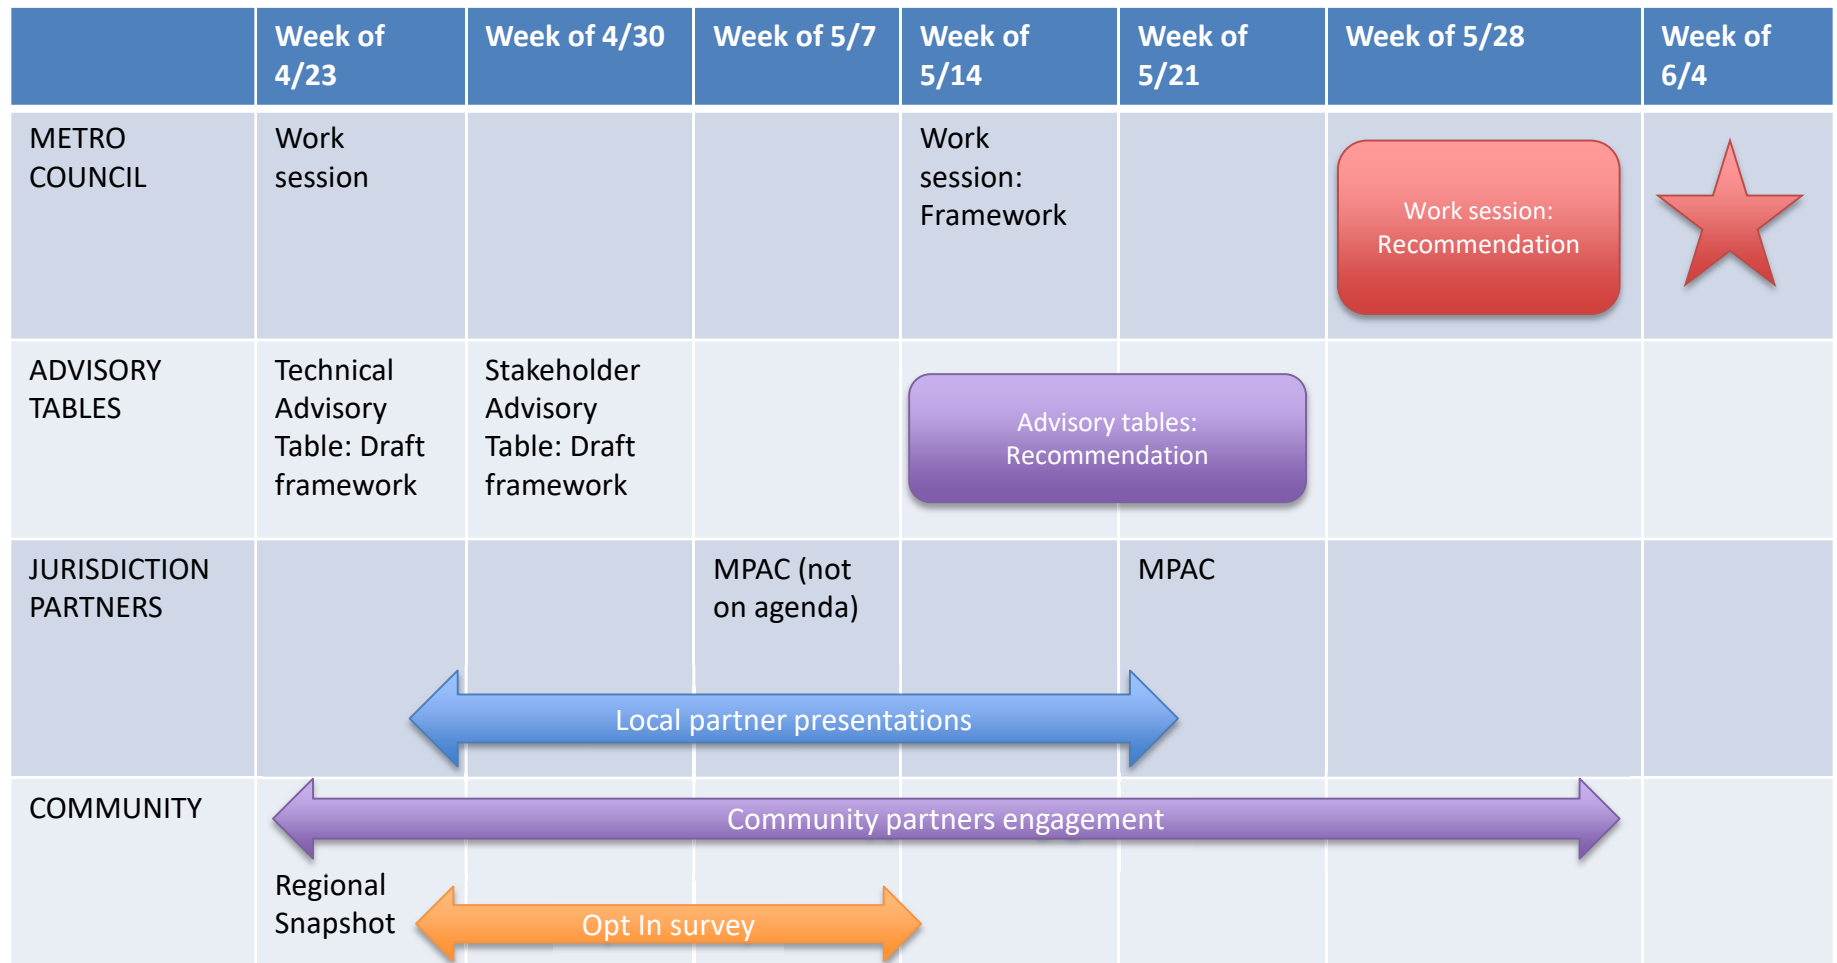 Week of
4/23
Week of 4/30
Week of 5/7
Week of
5/14
Week of
5/21
Week of 5/28
Week of
6/4
METRO
COUNCIL
Work
session
Work
session:
Framework
Work session:
Recommendation
ADVISORY
TABLES
Technical
Advisory
Table: Draft
framework
Stakeholder
Advisory
Table: Draft
framework
Advisory tables:
Recommendation
JURISDICTION
PARTNERS
MPAC (not
on agenda)
MPAC
Local partner presentations
COMMUNITY
Community partners engagement
Regional
Snapshot
Opt In survey